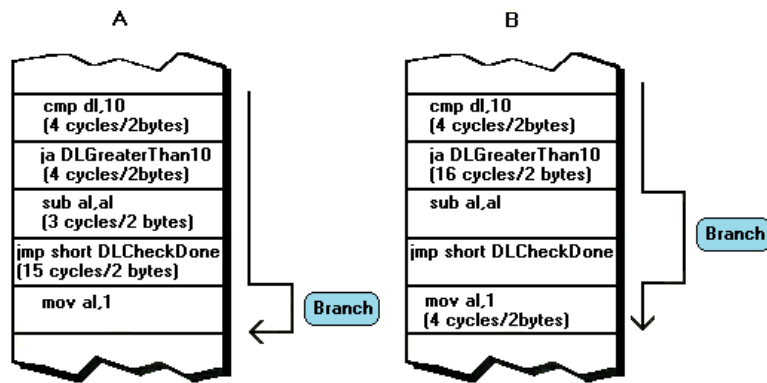 A
cmp dl,10
(4 cycles/2bytes)
ja DLGreaterThan10
(4 cycles/2bytes)
sub al,al
(3 cycles/2 bytes)
jmp short DLCheckDone
(15 cycles/2 bytes)
mov al,1
Branch
B
cmp dl,10
(4 cycles/2bytes)
ja DLGreaterThan10
(16 cycles/2 bytes)
sub al,al
jmp short DLCheckDone
mov al,1
(4 cycles/2bytes)
Branch